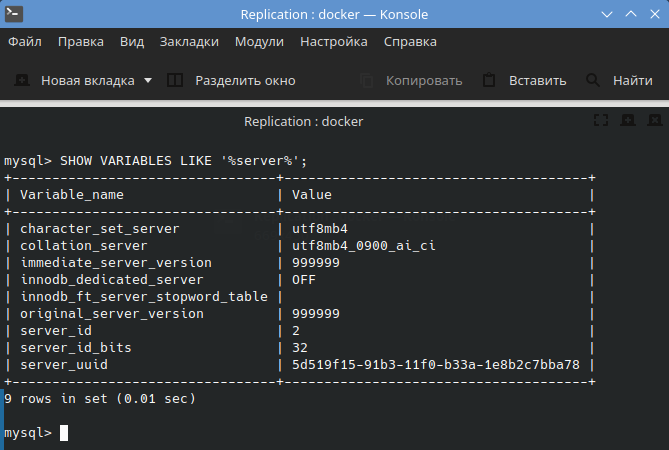 Replication : docker — Konsole
Файл Правка Вид Закладки Модули Настройка Справка
Новая вкладка Разделить окно Копировать Вставить Найти
Replication : docker
mysql> SHOW VARIABLES LIKE '%server%';
+---------------------------------+--------------------------------------+
| Variable_name                   | Value                                |
+---------------------------------+--------------------------------------+
| character_set_server            | utf8mb4                              |
| collation_server                | utf8mb4_0900_ai_ci                   |
| immediate_server_version        | 999999                               |
| innodb_dedicated_server         | OFF                                  |
| innodb_ft_server_stopword_table |                                      |
| original_server_version         | 999999                               |
| server_id                       | 2                                    |
| server_id_bits                  | 32                                   |
| server_uuid                     | 5d519f15-91b3-11f0-b33a-1e8b2c7bba78 |
+---------------------------------+--------------------------------------+
9 rows in set (0.01 sec)
mysql>